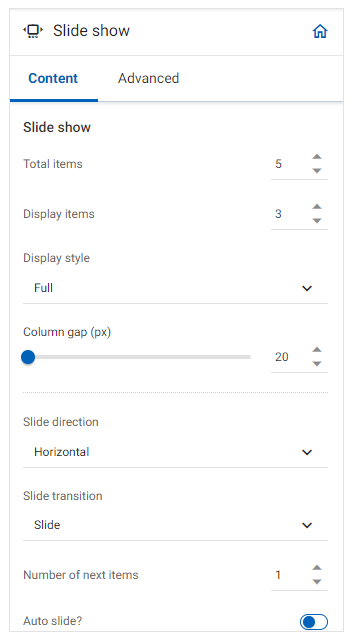 Slide show
Content Advanced
Slide show
Total items 5
Display items 3
Display style
Full
Column gap (px)
20
Slide direction
Horizontal
Slide transition
Slide
Number of next items 1
Auto slide?